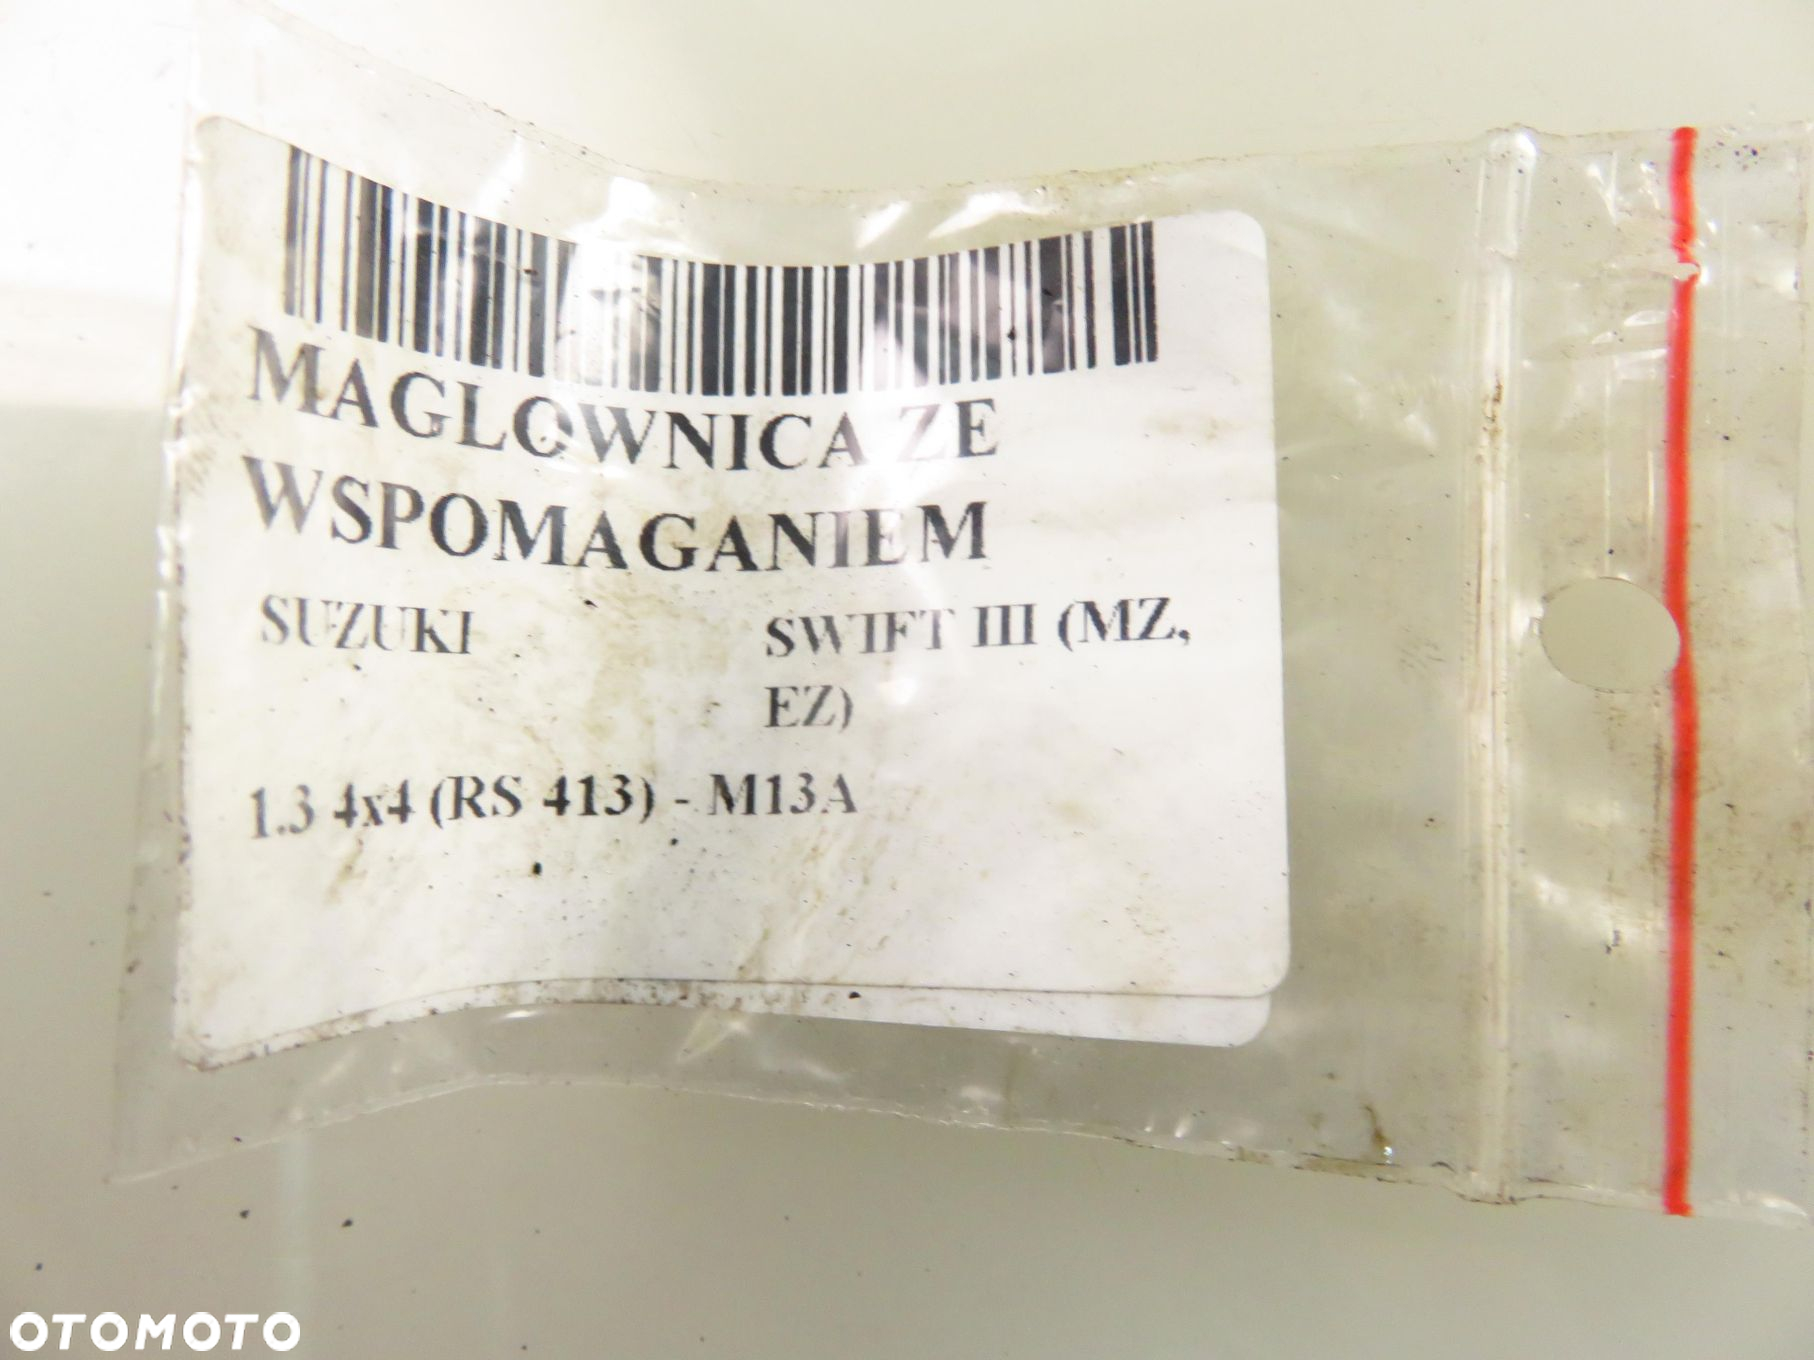 MAGLOWNICA ZE
WSPOMAGANIEM
SUZUKI SWIFT III (MZ,
EZ)
1.3 4x4 (RS 413) - M13A
OTOMOTO